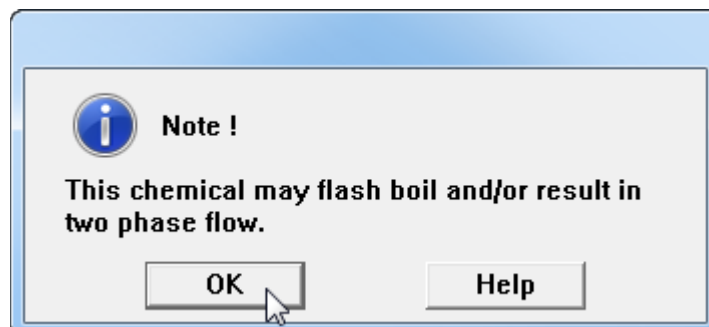 Note !
This chemical may flash boil and/or result in
two phase flow.
OK
Help